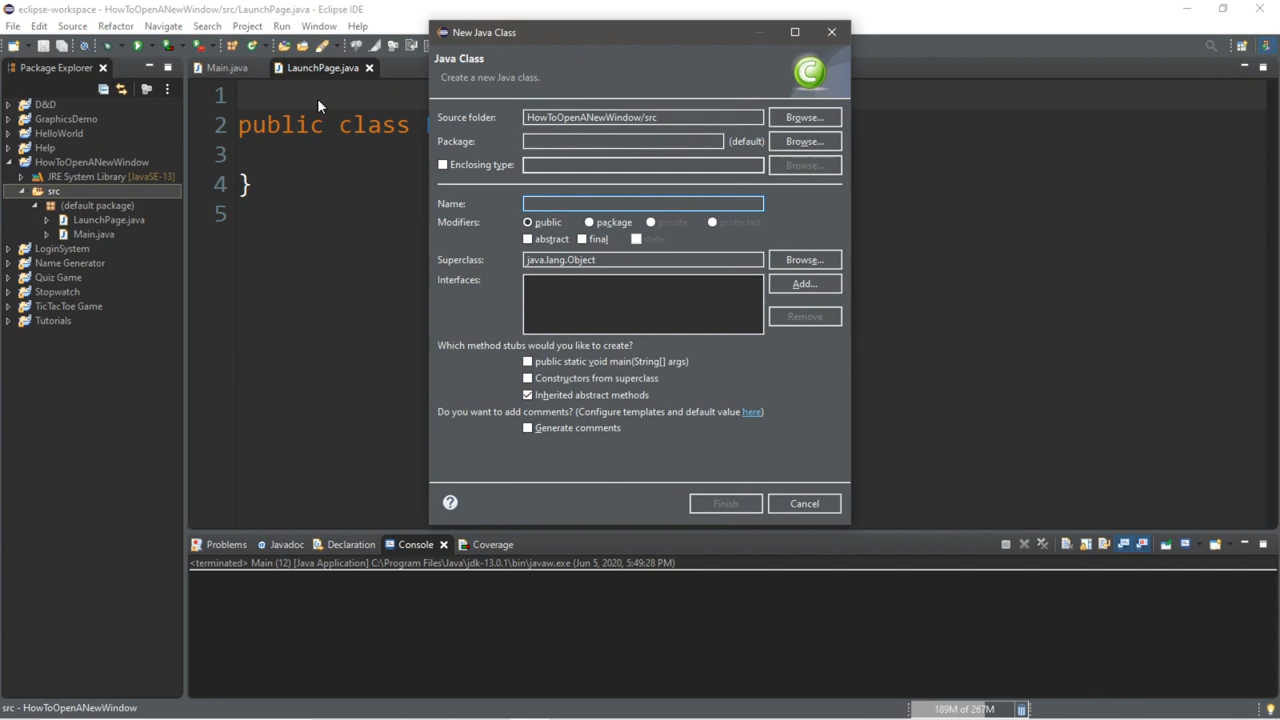 eclipse-workspace - HowToOpenANewWindow/src/LaunchPage.java - Eclipse IDE
File Edit Source Refactor Navigate Search Project Run Window Help
Package Explorer
D&D
GraphicsDemo
HelloWorld
Help
HowToOpenANewWindow
JRE System Library [JavaSE-13]
src
(default package)
LaunchPage.java
Main.java
LoginSystem
Name Generator
Quiz Game
Stopwatch
TicTacToe Game
Tutorials
Main.java LaunchPage.java
1
2 public class
3
4 }
5
New Java Class
Java Class
Create a new Java class.
C
Source folder: HowToOpenANewWindow/src Browse...
Package: (default) Browse...
Enclosing type: Browse...
Name:
Modifiers: public package private protected
abstract final static
Superclass: java.lang.Object Browse...
Interfaces: Add...
Remove
Which method stubs would you like to create?
public static void main(String[] args)
Constructors from superclass
Inherited abstract methods
Do you want to add comments? (Configure templates and default value here)
Generate comments
? Finish Cancel
Problems Javadoc Declaration Console Coverage
<terminated> Main (12) [Java Application] C:\Program Files\Java\jdk-13.0.1\bin\javaw.exe (Jun 5, 2020, 5:49:28 PM)
src - HowToOpenANewWindow
189M of 267M